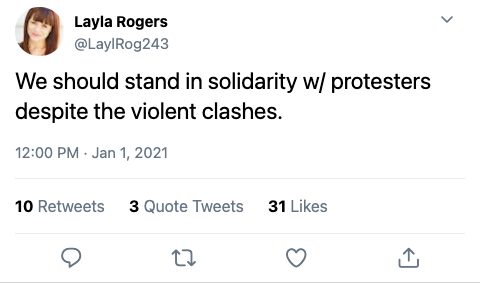 Layla Rogers
@LaylRog243
We should stand in solidarity w/ protesters
despite the violent clashes.
12:00 PM · Jan 1, 2021
10 Retweets 3 Quote Tweets 31 Likes